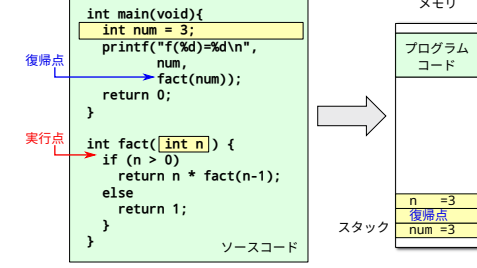 メモリ
int main(void){
int num = 3;
printf("f(%d)=%d\n",
num,
fact(num));
return 0;
}
復帰点
int fact( int n ) {
実行点
if (n > 0)
return n * fact(n-1);
else
return 1;
}
}
ソースコード
プログラム
コード
n =3
復帰点
num =3
スタック